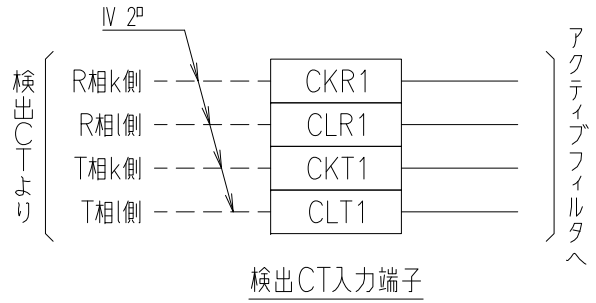 IV 2□
検出CTより
R相k側 CKR1
R相l側 CLR1
T相k側 CKT1
T相l側 CLT1
アクティブフィルタへ
検出CT入力端子